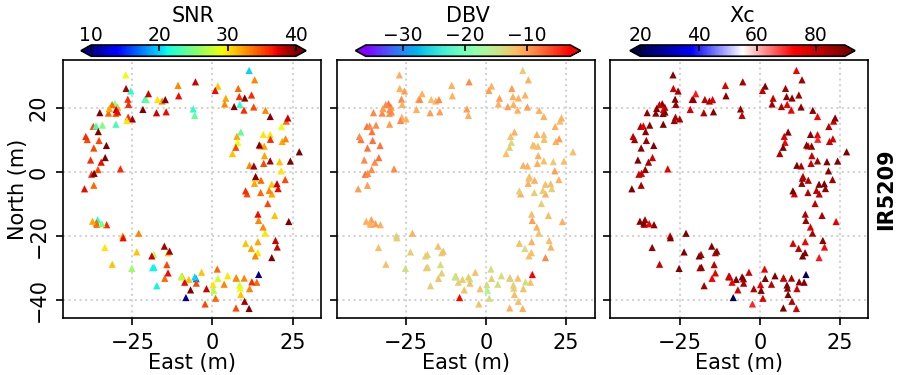 SNR DBV Xc
10 20 30 40 −30 −20 −10 20 40 60 80
20
0
−20
−40
North (m)
IR5209
−25 0 25 −25 0 25 −25 0 25
East (m) East (m) East (m)